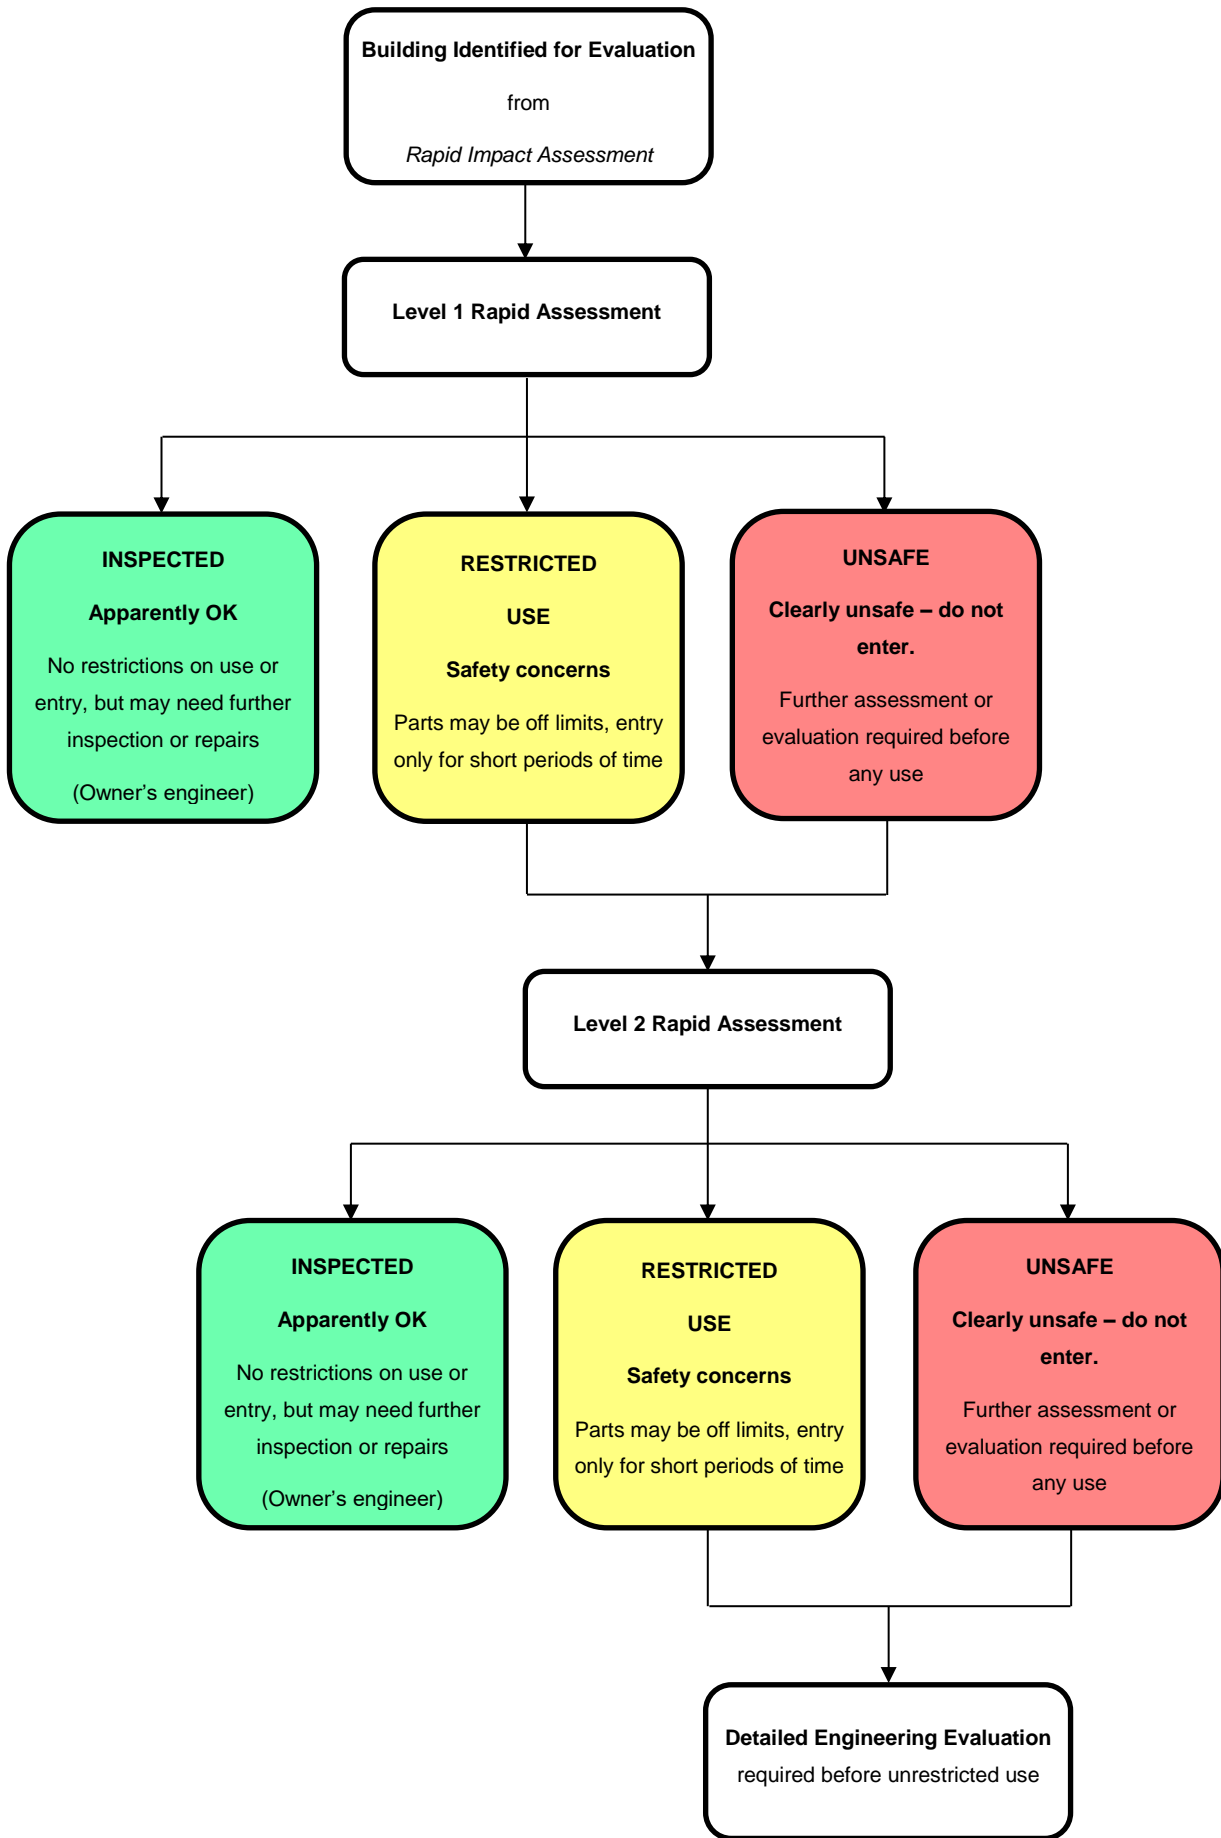 Building Identified for Evaluation
from
Rapid Impact Assessment
Level 1 Rapid Assessment
INSPECTED
Apparently OK
No restrictions on use or
entry, but may need further
inspection or repairs
(Owner’s engineer)
RESTRICTED
USE
Safety concerns
Parts may be off limits, entry
only for short periods of time
UNSAFE
Clearly unsafe – do not
enter.
Further assessment or
evaluation required before
any use
Level 2 Rapid Assessment
INSPECTED
Apparently OK
No restrictions on use or
entry, but may need further
inspection or repairs
(Owner’s engineer)
RESTRICTED
USE
Safety concerns
Parts may be off limits, entry
only for short periods of time
UNSAFE
Clearly unsafe – do not
enter.
Further assessment or
evaluation required before
any use
Detailed Engineering Evaluation
required before unrestricted use